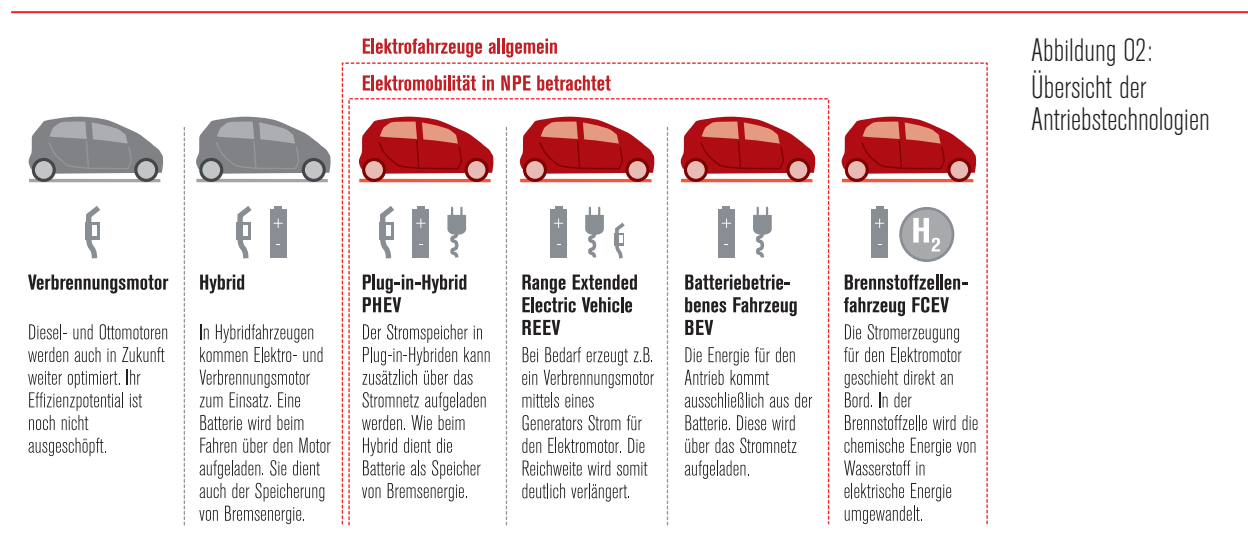 Elektrofahrzeuge allgemein
Elektromobilität in NPE betrachtet
Abbildung 02:
Übersicht der
Antriebstechnologien
+
-
+
-
+
-
+
-
+
-
H2
Verbrennungsmotor
Diesel- und Ottomotoren
werden auch in Zukunft
weiter optimiert. Ihr
Effizienzpotential ist
noch nicht
ausgeschöpft.
Hybrid
In Hybridfahrzeugen
kommen Elektro- und
Verbrennungsmotor
zum Einsatz. Eine
Batterie wird beim
Fahren über den Motor
aufgeladen. Sie dient
auch der Speicherung
von Bremsenergie.
Plug-in-Hybrid
PHEV
Der Stromspeicher in
Plug-in-Hybriden kann
zusätzlich über das
Stromnetz aufgeladen
werden. Wie beim
Hybrid dient die
Batterie als Speicher
von Bremsenergie.
Range Extended
Electric Vehicle
REEV
Bei Bedarf erzeugt z.B.
ein Verbrennungsmotor
mittels eines
Generators Strom für
den Elektromotor. Die
Reichweite wird somit
deutlich verlängert.
Batteriebetrie-
benes Fahrzeug
BEV
Die Energie für den
Antrieb kommt
ausschließlich aus der
Batterie. Diese wird
über das Stromnetz
aufgeladen.
Brennstoffzellen-
fahrzeug FCEV
Die Stromerzeugung
für den Elektromotor
geschieht direkt an
Bord. In der
Brennstoffzelle wird die
chemische Energie von
Wasserstoff in
elektrische Energie
umgewandelt.